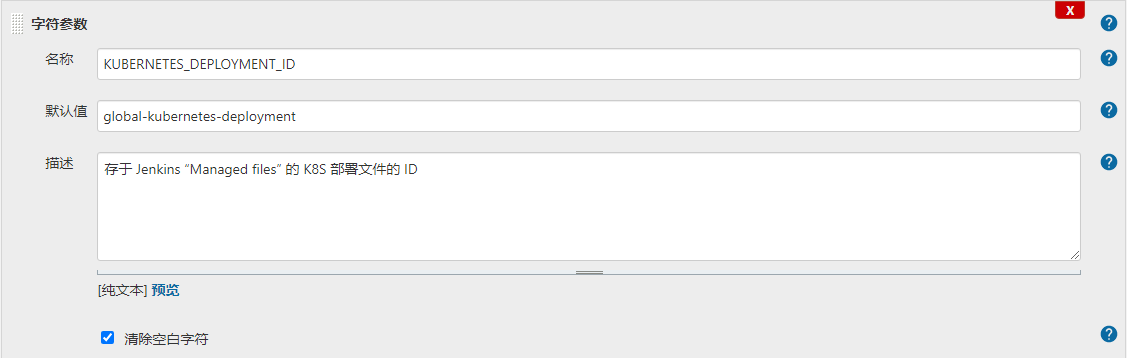 字符参数
X
名称
KUBERNETES_DEPLOYMENT_ID
默认值
global-kubernetes-deployment
描述
存于 Jenkins “Managed files” 的 K8S 部署文件的 ID
[纯文本] 预览
清除空白字符